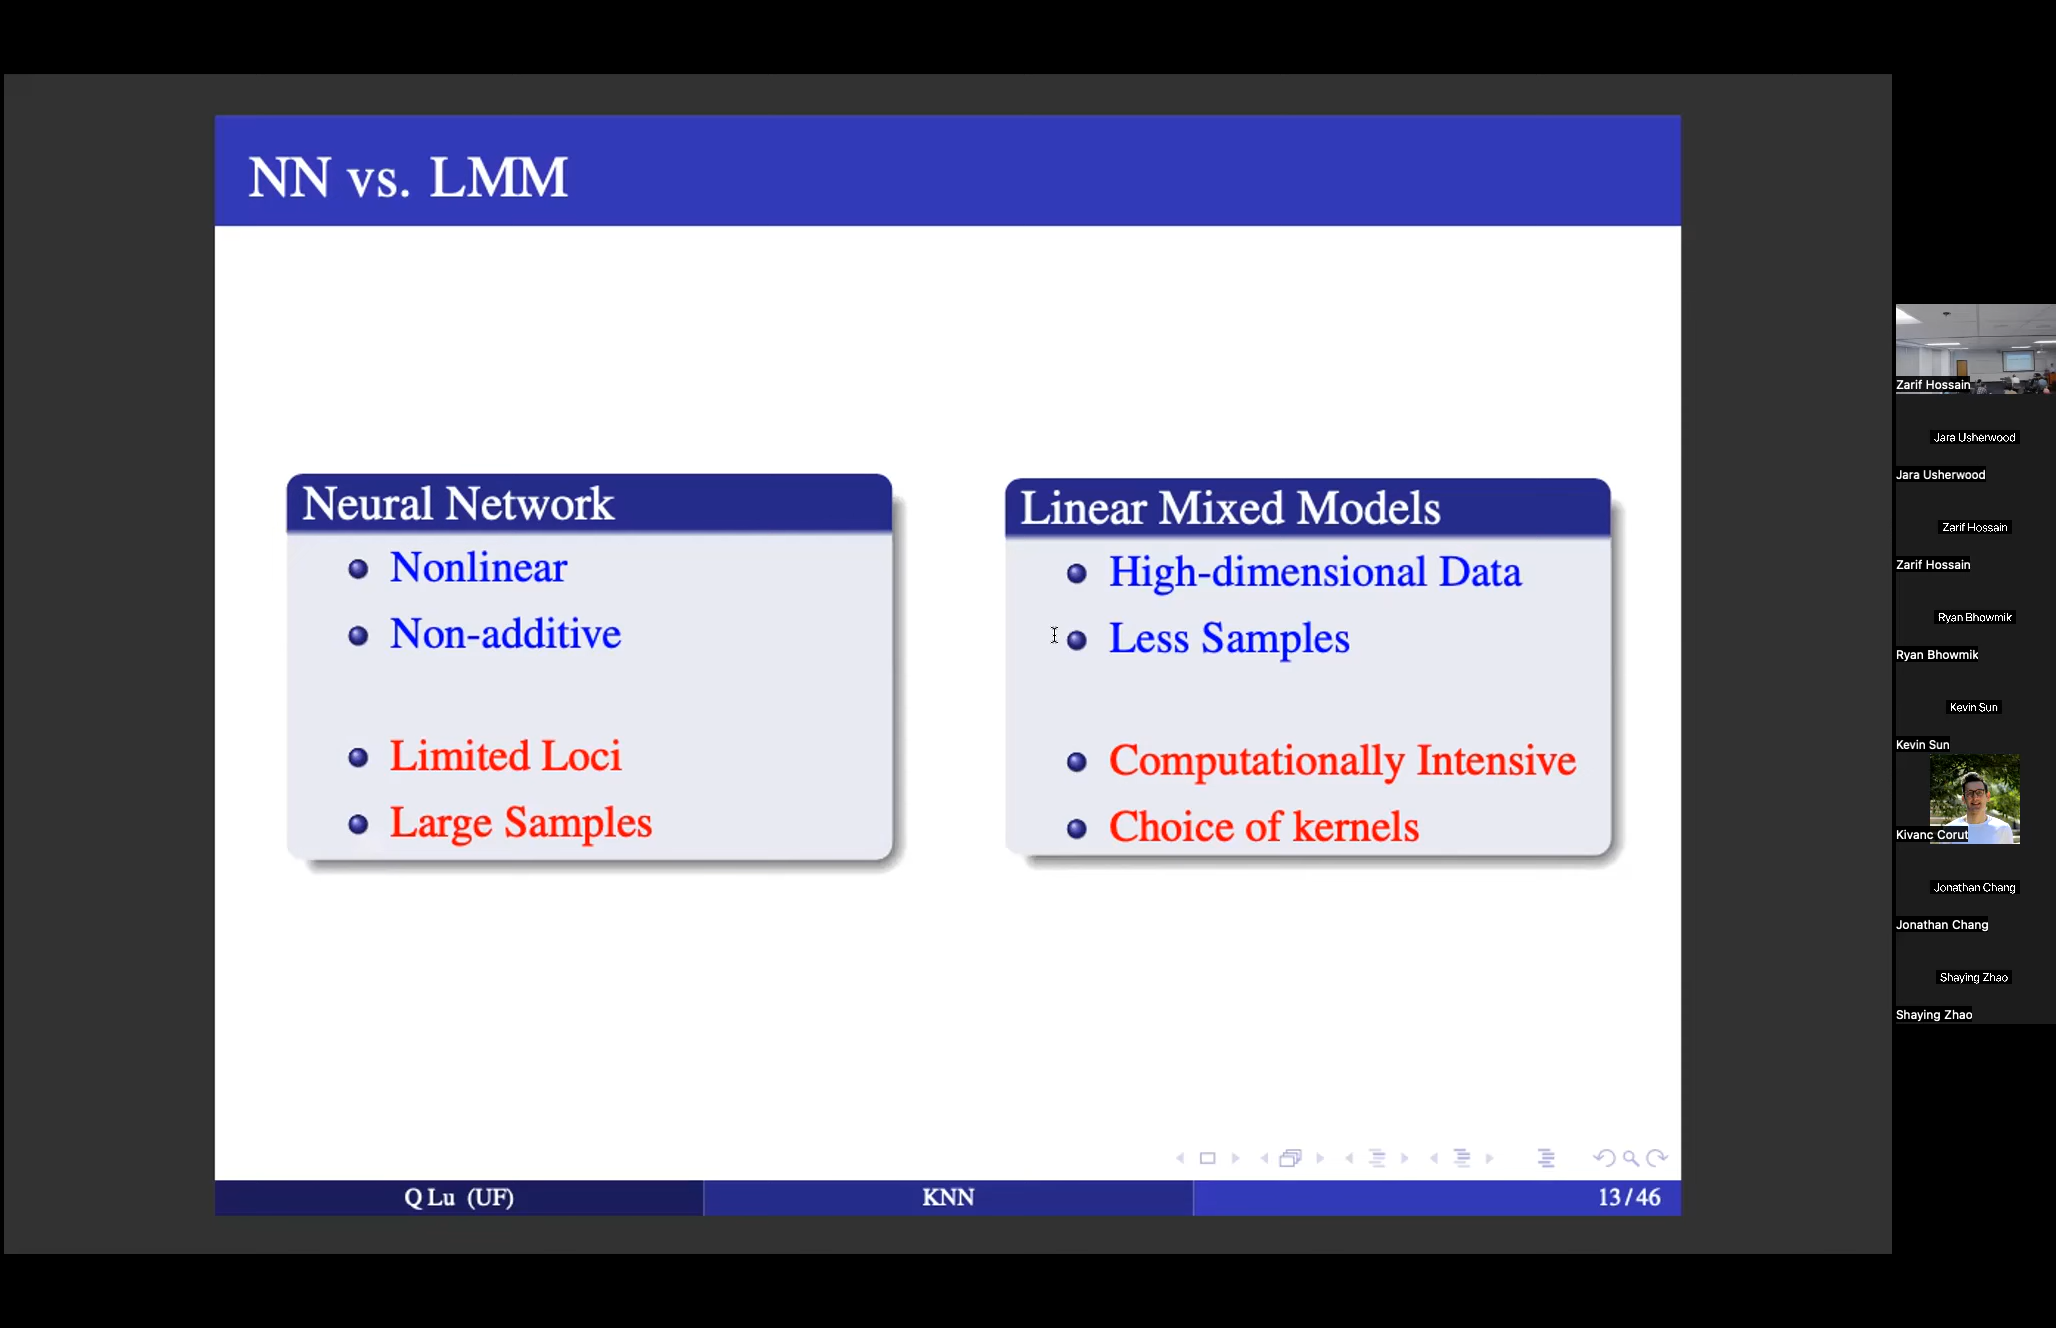 NN vs. LMM
Neural Network
Nonlinear
Non-additive
Limited Loci
Large Samples
Linear Mixed Models
High-dimensional Data
Less Samples
Computationally Intensive
Choice of kernels
Q Lu (UF)
KNN
13/46
Zarif Hossain
Jara Usherwood
Jara Usherwood
Zarif Hossain
Zarif Hossain
Ryan Bhowmik
Ryan Bhowmik
Kevin Sun
Kevin Sun
Kivanc Corut
Jonathan Chang
Jonathan Chang
Shaying Zhao
Shaying Zhao